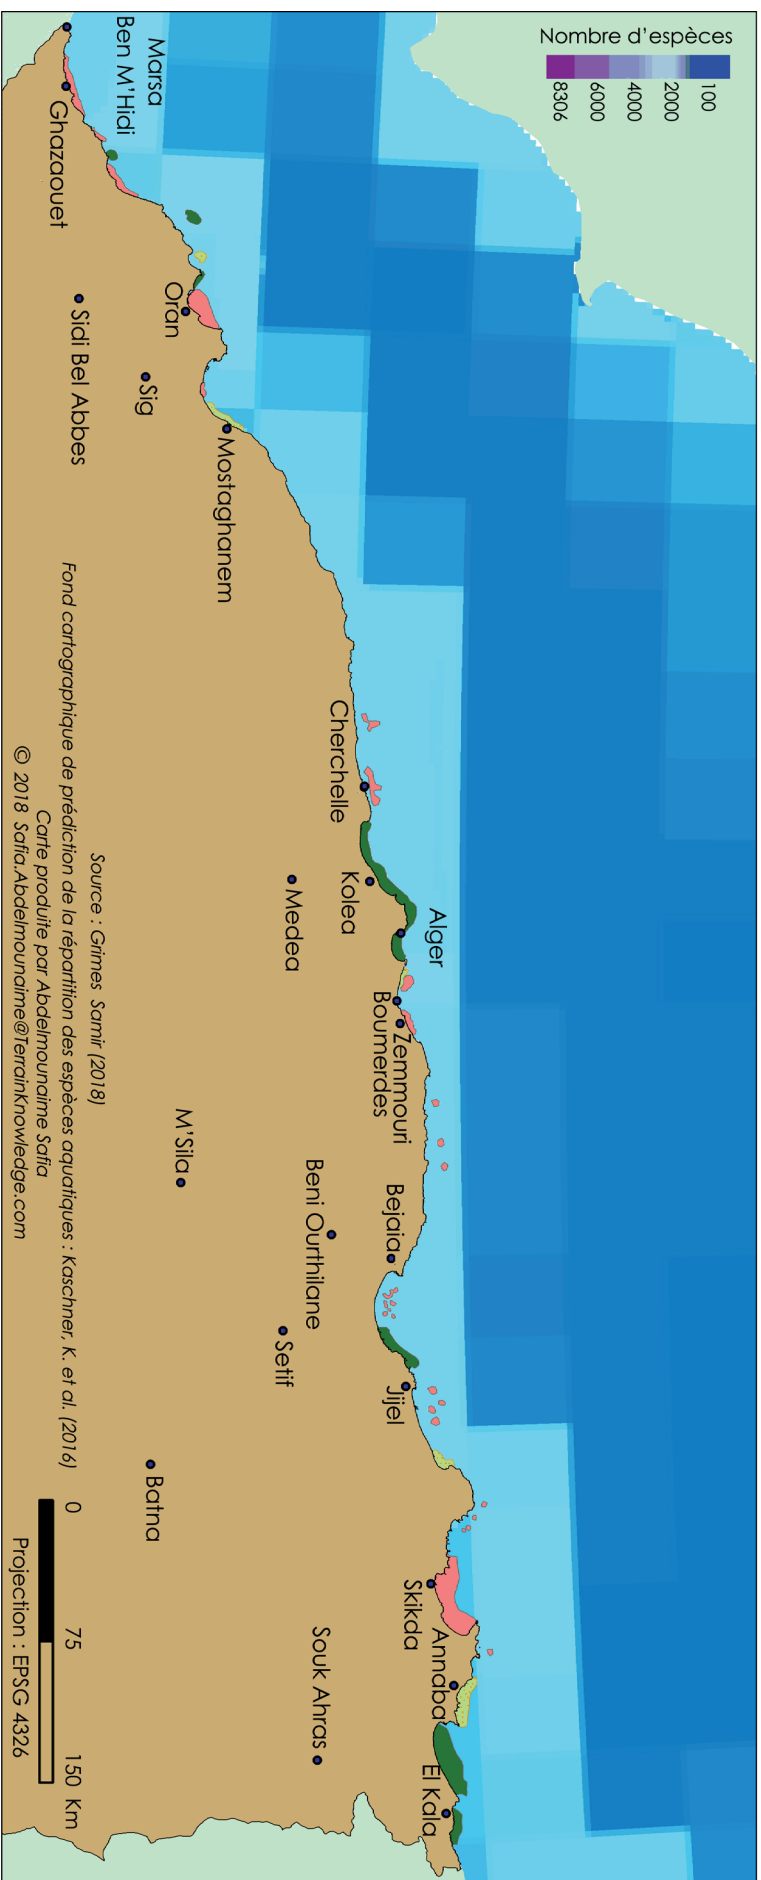 Nombre d'espèces
8306
6000
4000
2000
100
Marsa
Ben M'Hidi
Ghazaouet
Oran
Sidi Bel Abbes
Sig
Mostaghanem
Cherchelle
Kolea
Alger
Medea
Boumerdes
Zemmouri
M'Sila
Beni Ourthilane
Bejaia
Setif
Jijel
Batna
Skikda
Annaba
Souk Ahras
El Kala
Source : Grimes Samir (2018)
Fond cartographique de prédiction de la répartition des espèces aquatiques : Kaschner, K. et al. (2016)
Carte produite par Abdelmounaime Safia
© 2018 Safia.Abdelmounaime@TerrainKnowledge.com
0 75 150 Km
Projection : EPSG 4326